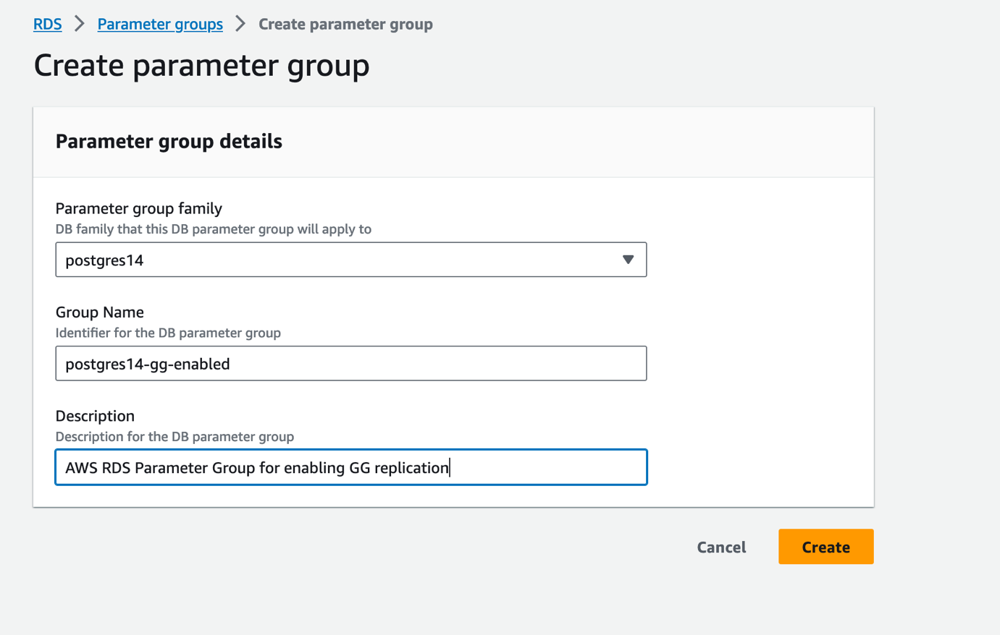 RDS > Parameter groups > Create parameter group
Create parameter group
Parameter group details
Parameter group family
DB family that this DB parameter group will apply to
postgres14
Group Name
Identifier for the DB parameter group
postgres14-gg-enabled
Description
Description for the DB parameter group
AWS RDS Parameter Group for enabling GG replication
Cancel Create